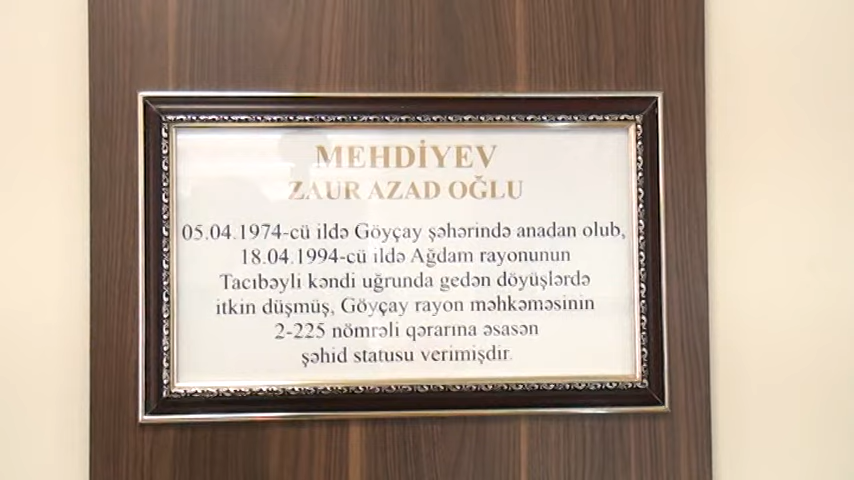 MEHDİYEV
ZAUR AZAD OĞLU
05.04.1974-cü ildə Göyçay şəhərində anadan olub,
18.04.1994-cü ildə Ağdam rayonunun
Tacıbəyli kəndi uğrunda gedən döyüşlərdə
itkin düşmüş, Göyçay rayon məhkəməsinin
2-225 nömrəli qərarına əsasən
şəhid statusu verimişdir.